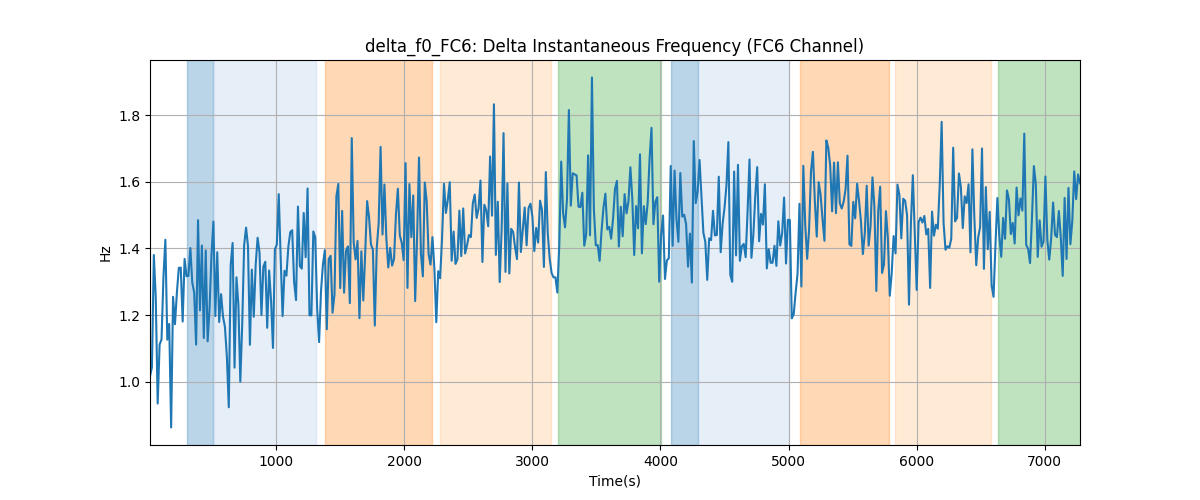 delta_f0_FC6: Delta Instantaneous Frequency (FC6 Channel)
Hz
1.8
1.6
1.4
1.2
1.0
1000 2000 3000 4000 5000 6000 7000
Time(s)